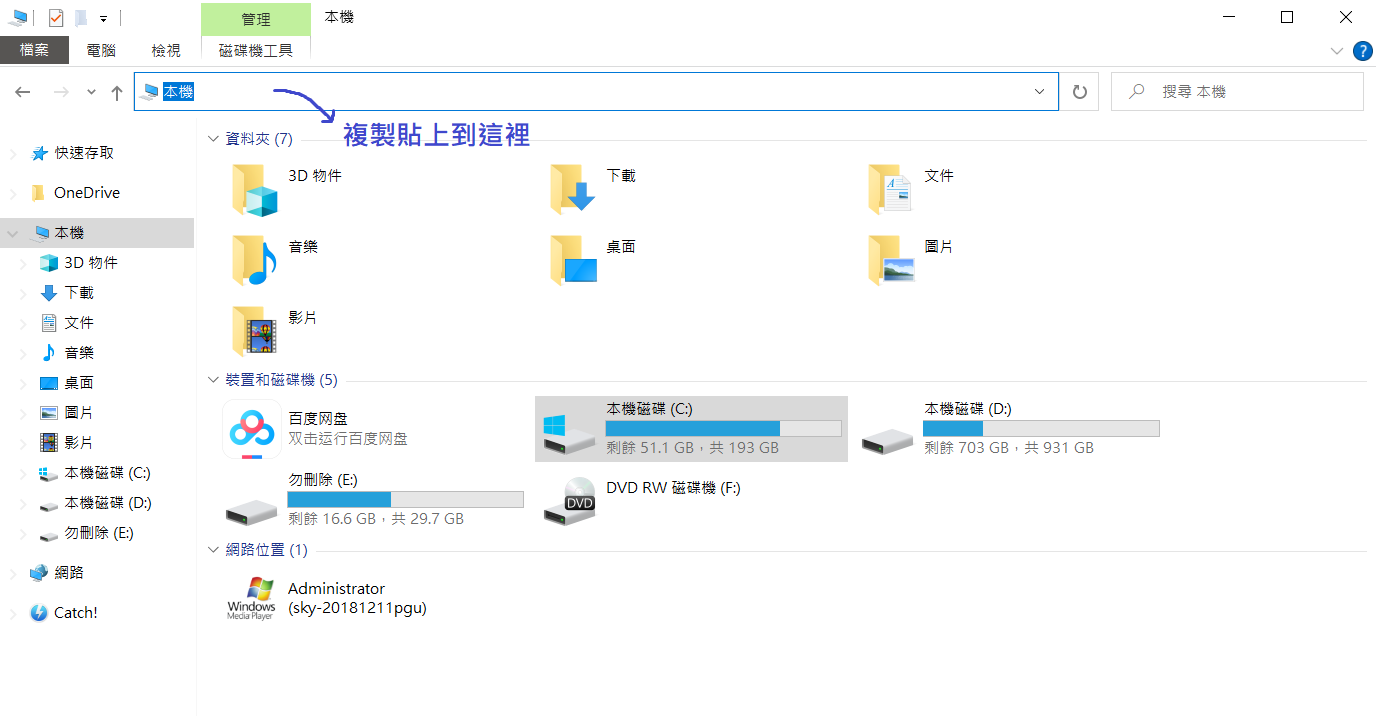 管理
本機
檔案
電腦
檢視
磁碟機工具
?
本機
搜尋 本機
複製貼上到這裡
快速存取
OneDrive
本機
3D 物件
下載
文件
音樂
桌面
圖片
影片
本機磁碟 (C:)
本機磁碟 (D:)
勿刪除 (E:)
網路
Catch!
資料夾 (7)
3D 物件
下載
文件
音樂
桌面
圖片
影片
裝置和磁碟機 (5)
百度网盘
双击运行百度网盘
本機磁碟 (C:)
剩餘 51.1 GB，共 193 GB
本機磁碟 (D:)
剩餘 703 GB，共 931 GB
勿刪除 (E:)
剩餘 16.6 GB，共 29.7 GB
DVD
DVD RW 磁碟機 (F:)
網路位置 (1)
Windows
Media Player
Administrator
(sky-20181211pgu)